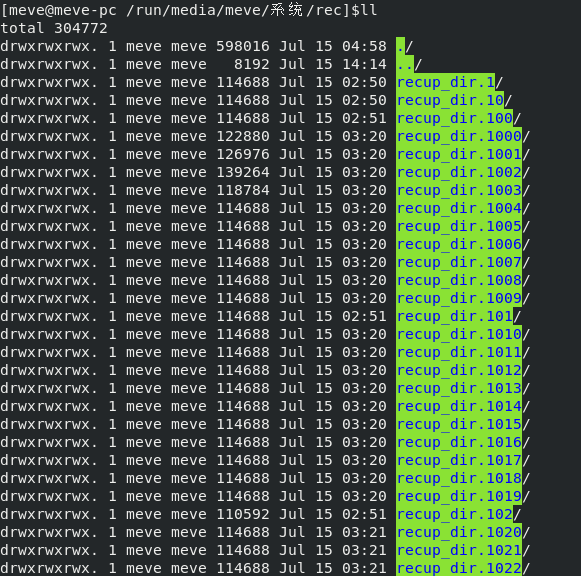 [meve@meve-pc /run/media/meve/系统/rec]$ll
total 304772
drwxrwxrwx. 1 meve meve 598016 Jul 15 04:58 ./
drwxrwxrwx. 1 meve meve   8192 Jul 15 14:14 ../
drwxrwxrwx. 1 meve meve 114688 Jul 15 02:50 recup_dir.1/
drwxrwxrwx. 1 meve meve 114688 Jul 15 02:50 recup_dir.10/
drwxrwxrwx. 1 meve meve 114688 Jul 15 02:51 recup_dir.100/
drwxrwxrwx. 1 meve meve 122880 Jul 15 03:20 recup_dir.1000/
drwxrwxrwx. 1 meve meve 126976 Jul 15 03:20 recup_dir.1001/
drwxrwxrwx. 1 meve meve 139264 Jul 15 03:20 recup_dir.1002/
drwxrwxrwx. 1 meve meve 118784 Jul 15 03:20 recup_dir.1003/
drwxrwxrwx. 1 meve meve 114688 Jul 15 03:20 recup_dir.1004/
drwxrwxrwx. 1 meve meve 114688 Jul 15 03:20 recup_dir.1005/
drwxrwxrwx. 1 meve meve 114688 Jul 15 03:20 recup_dir.1006/
drwxrwxrwx. 1 meve meve 114688 Jul 15 03:20 recup_dir.1007/
drwxrwxrwx. 1 meve meve 114688 Jul 15 03:20 recup_dir.1008/
drwxrwxrwx. 1 meve meve 114688 Jul 15 03:20 recup_dir.1009/
drwxrwxrwx. 1 meve meve 114688 Jul 15 02:51 recup_dir.101/
drwxrwxrwx. 1 meve meve 114688 Jul 15 03:20 recup_dir.1010/
drwxrwxrwx. 1 meve meve 114688 Jul 15 03:20 recup_dir.1011/
drwxrwxrwx. 1 meve meve 114688 Jul 15 03:20 recup_dir.1012/
drwxrwxrwx. 1 meve meve 114688 Jul 15 03:20 recup_dir.1013/
drwxrwxrwx. 1 meve meve 114688 Jul 15 03:20 recup_dir.1014/
drwxrwxrwx. 1 meve meve 114688 Jul 15 03:20 recup_dir.1015/
drwxrwxrwx. 1 meve meve 114688 Jul 15 03:20 recup_dir.1016/
drwxrwxrwx. 1 meve meve 114688 Jul 15 03:20 recup_dir.1017/
drwxrwxrwx. 1 meve meve 114688 Jul 15 03:20 recup_dir.1018/
drwxrwxrwx. 1 meve meve 114688 Jul 15 03:20 recup_dir.1019/
drwxrwxrwx. 1 meve meve 110592 Jul 15 02:51 recup_dir.102/
drwxrwxrwx. 1 meve meve 114688 Jul 15 03:21 recup_dir.1020/
drwxrwxrwx. 1 meve meve 114688 Jul 15 03:21 recup_dir.1021/
drwxrwxrwx. 1 meve meve 114688 Jul 15 03:21 recup_dir.1022/